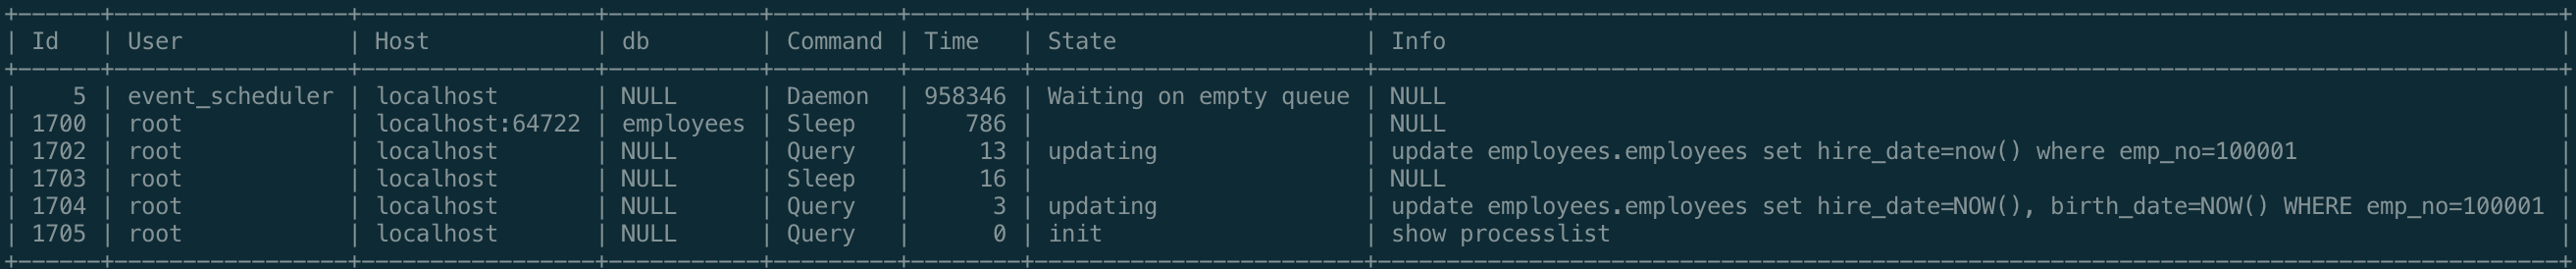 +------+-----------------+-----------------+-----------+---------+--------+------------------------+--------------------------------------------------------------------------------------+
| Id   | User            | Host            | db        | Command | Time   | State                  | Info                                                                                 |
+------+-----------------+-----------------+-----------+---------+--------+------------------------+--------------------------------------------------------------------------------------+
|    5 | event_scheduler | localhost       | NULL      | Daemon  | 958346 | Waiting on empty queue | NULL                                                                                 |
| 1700 | root            | localhost:64722 | employees | Sleep   |    786 |                        | NULL                                                                                 |
| 1702 | root            | localhost       | NULL      | Query   |     13 | updating               | update employees.employees set hire_date=now() where emp_no=100001                   |
| 1703 | root            | localhost       | NULL      | Sleep   |     16 |                        | NULL                                                                                 |
| 1704 | root            | localhost       | NULL      | Query   |      3 | updating               | update employees.employees set hire_date=NOW(), birth_date=NOW() WHERE emp_no=100001 |
| 1705 | root            | localhost       | NULL      | Query   |      0 | init                   | show processlist                                                                     |
+------+-----------------+-----------------+-----------+---------+--------+------------------------+--------------------------------------------------------------------------------------+